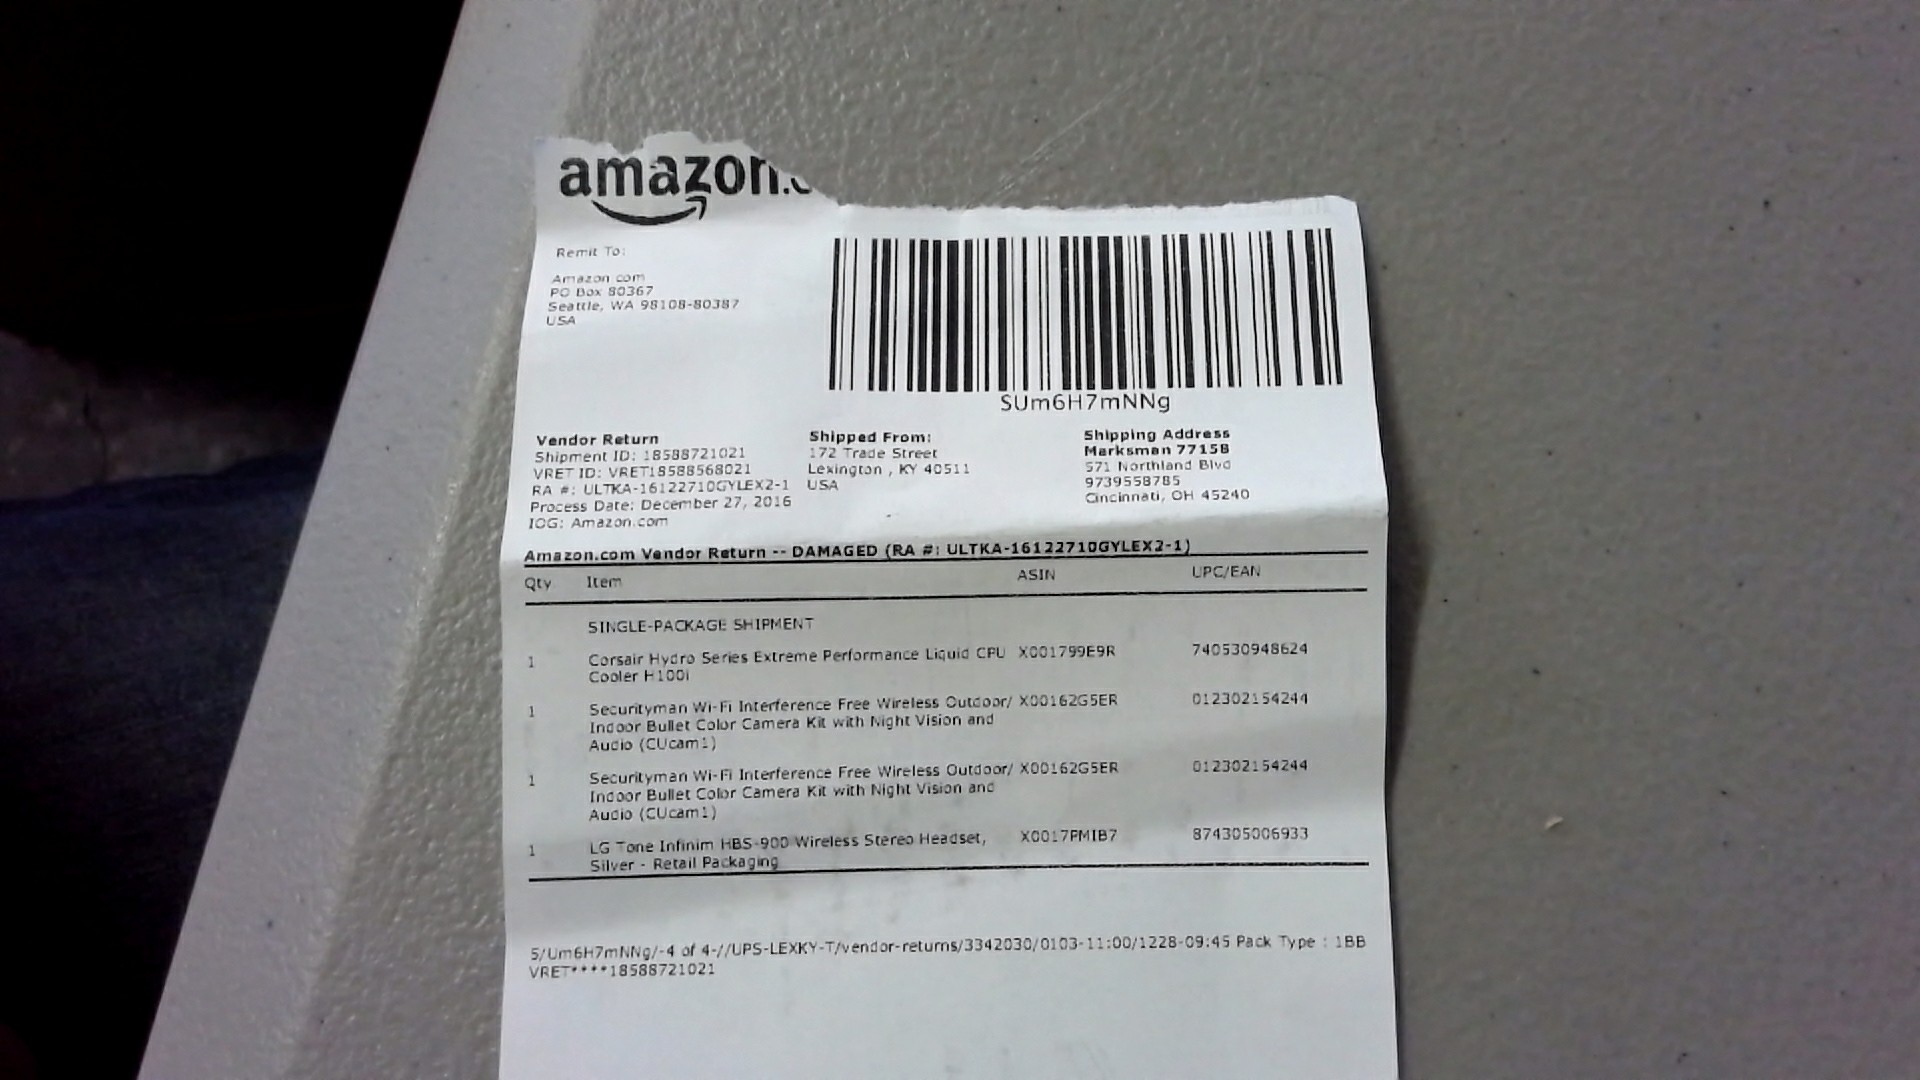 amazon.
Remit To:
Amazon.com
PO Box 80367
Seattle, WA 98108-80387
USA
SUm6H7mNNg
Vendor Return
Shipment ID: 18588721021
VRET ID: VRET18588568021
RA #: ULTKA-16122710GYLEX2-1
Process Date: December 27, 2016
IOG: Amazon.com
Shipped From:
172 Trade Street
Lexington , KY 40511
USA
Shipping Address
Marksman 7715B
571 Northland Blvd
9739558785
Cincinnati, OH 45240
Amazon.com Vendor Return -- DAMAGED (RA #: ULTKA-16122710GYLEX2-1)
Qty Item ASIN UPC/EAN
SINGLE-PACKAGE SHIPMENT
1 Corsair Hydro Series Extreme Performance Liquid CPU X001799E9R 740530948624
Cooler H100i
1 Securityman Wi-Fi Interference Free Wireless Outdoor/ X00162G5ER 012302154244
Indoor Bullet Color Camera Kit with Night Vision and
Audio (CUcam1)
1 Securityman Wi-Fi Interference Free Wireless Outdoor/ X00162G5ER 012302154244
Indoor Bullet Color Camera Kit with Night Vision and
Audio (CUcam1)
1 LG Tone Infinim HBS-900 Wireless Stereo Headset, X0017PMIB7 874305006933
Silver - Retail Packaging
S/Um6H7mNNg/-4 of 4-//UPS-LEXKY-T/vendor-returns/3342030/0103-11:00/1228-09:45 Pack Type : 1BB
VRET****18588721021